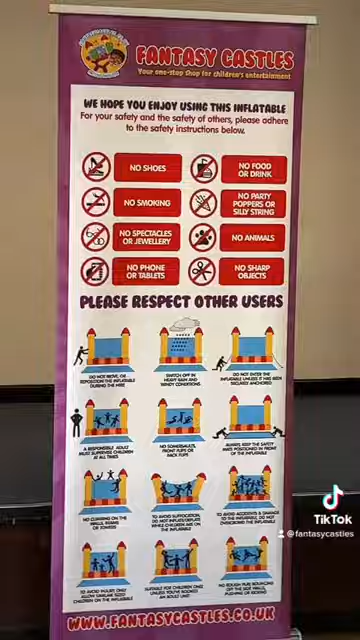 FANTASY CASTLES
Your one-stop shop for children's entertainment
WE HOPE YOU ENJOY USING THIS INFLATABLE
For your safety and the safety of others, please adhere
to the safety instructions below.
NO SHOES
NO FOOD
OR DRINK
NO SMOKING
NO PARTY
POPPERS OR
SILLY STRING
NO SPECTACLES
OR JEWELLERY
NO ANIMALS
NO PHONE
OR TABLETS
NO SHARP
OBJECTS
PLEASE RESPECT OTHER USERS
DO NOT MOVE, OR
REPOSITION THE INFLATABLE
DURING THE HIRE
SWITCH OFF IN
HEAVY RAIN AND
WINDY CONDITIONS
DO NOT ENTER THE
INFLATABLE UNLESS IT HAS BEEN
SECURELY ANCHORED
A RESPONSIBLE ADULT
MUST SUPERVISE CHILDREN
AT ALL TIMES
NO SOMERSAULTS,
FRONT FLIPS OR
BACK FLIPS
ALWAYS KEEP THE SAFETY
MATS POSITIONED IN FRONT
OF THE INFLATABLE
NO CLIMBING ON THE
WALLS, BEAMS
OR TOWERS
TO AVOID SUFFOCATION,
DO NOT INFLATE/DEFLATE
WHILE CHILDREN ARE ON
THE INFLATABLE
TO AVOID ACCIDENTS & DAMAGE
TO THE INFLATABLE, DO NOT
OVERCROWD THE INFLATABLE
TO AVOID INJURY, ONLY
ALLOW SIMILAR SIZED
CHILDREN ON THE INFLATABLE
SUITABLE FOR CHILDREN ONLY,
UNLESS YOU'VE BOOKED
AN ADULT UNIT
NO ROUGH PLAY, BOUNCING
OFF THE SIDE WALLS,
PUSHING OR KICKING
WWW.FANTASYCASTLES.CO.UK
TikTok
@fantasycastles